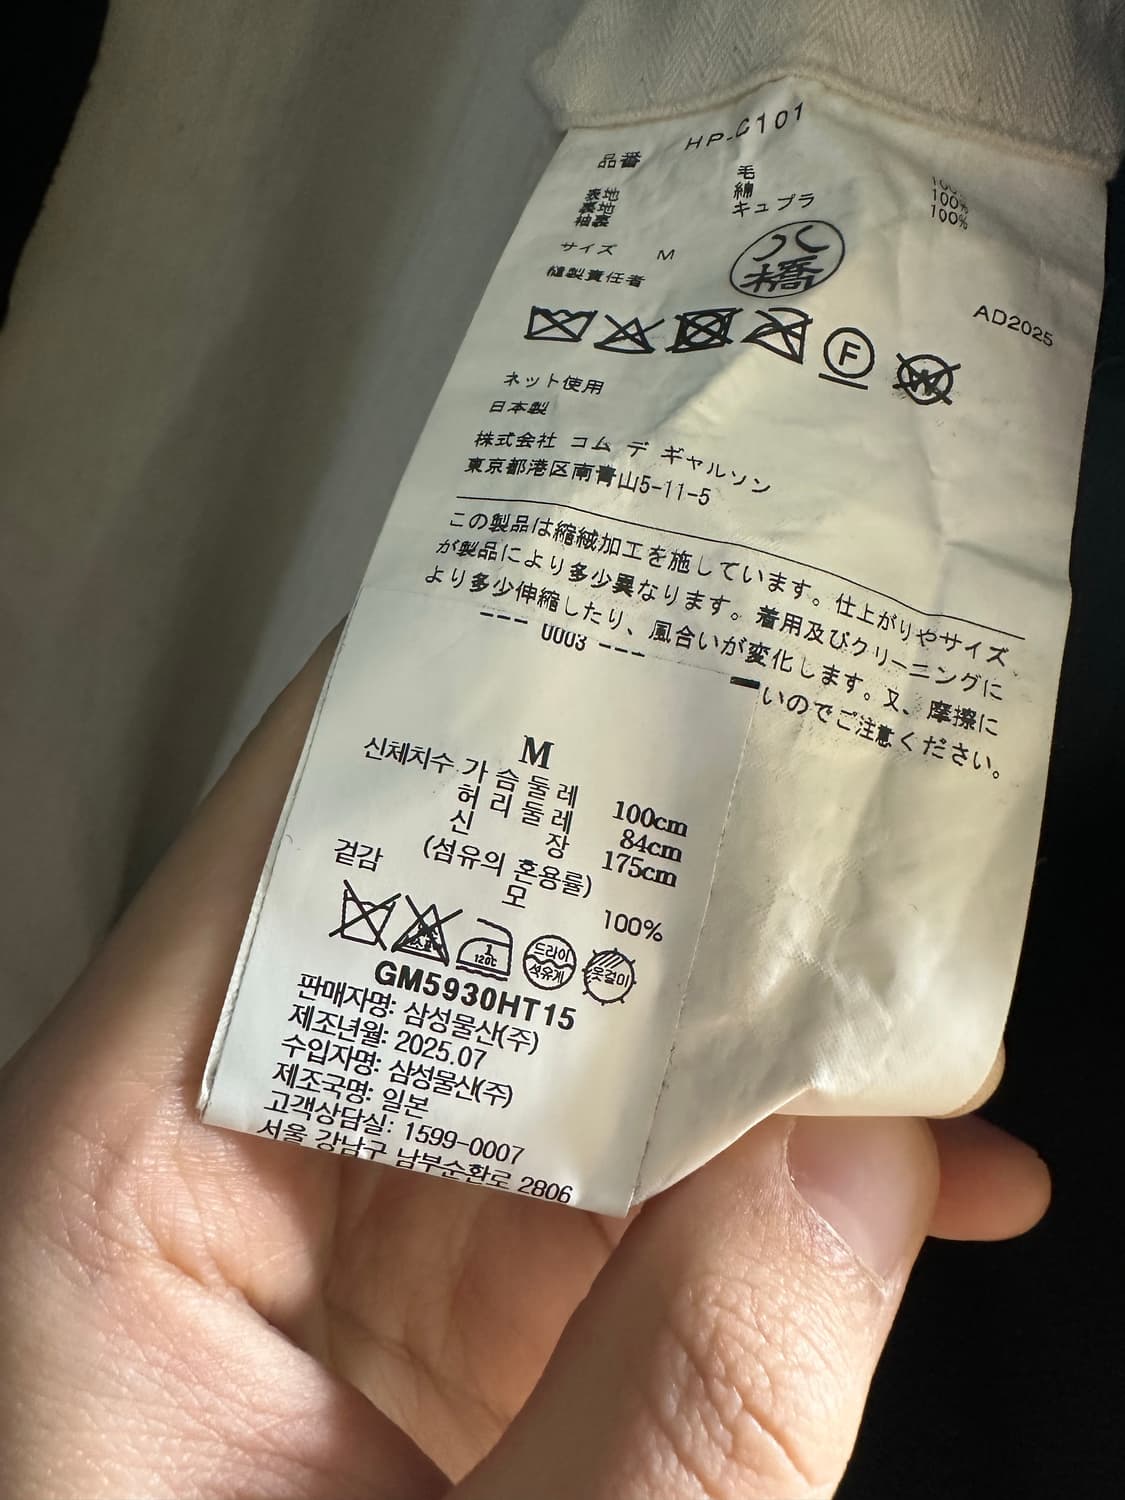 品番 HP-C101
表地 毛 100%
裏地 綿 100%
袖裏 キュプラ 100%
サイズ M
縫製責任者 八橋
AD2025
F
W
ネット使用
日本製
株式会社 コム デ ギャルソン
東京都港区南青山5-11-5
この製品は縮絨加工を施しています。仕上がりやサイズ
が製品により多少異なります。着用及びクリーニングに
より多少伸縮したり、風合いが変化します。又、摩擦に
いのでご注意ください。
--- 0003 ---
M
신체치수 가 슴 둘 레 100cm
허 리 둘 레 84cm
신 장 175cm
겉감 (섬유의 혼용률)
모 100%
1
120℃
드라이
석유계
옷걸이
GM5930HT15
판매자명: 삼성물산(주)
제조년월: 2025.07
수입자명: 삼성물산(주)
제조국명: 일본
고객상담실: 1599-0007
서울 강남구 남부순환로 2806